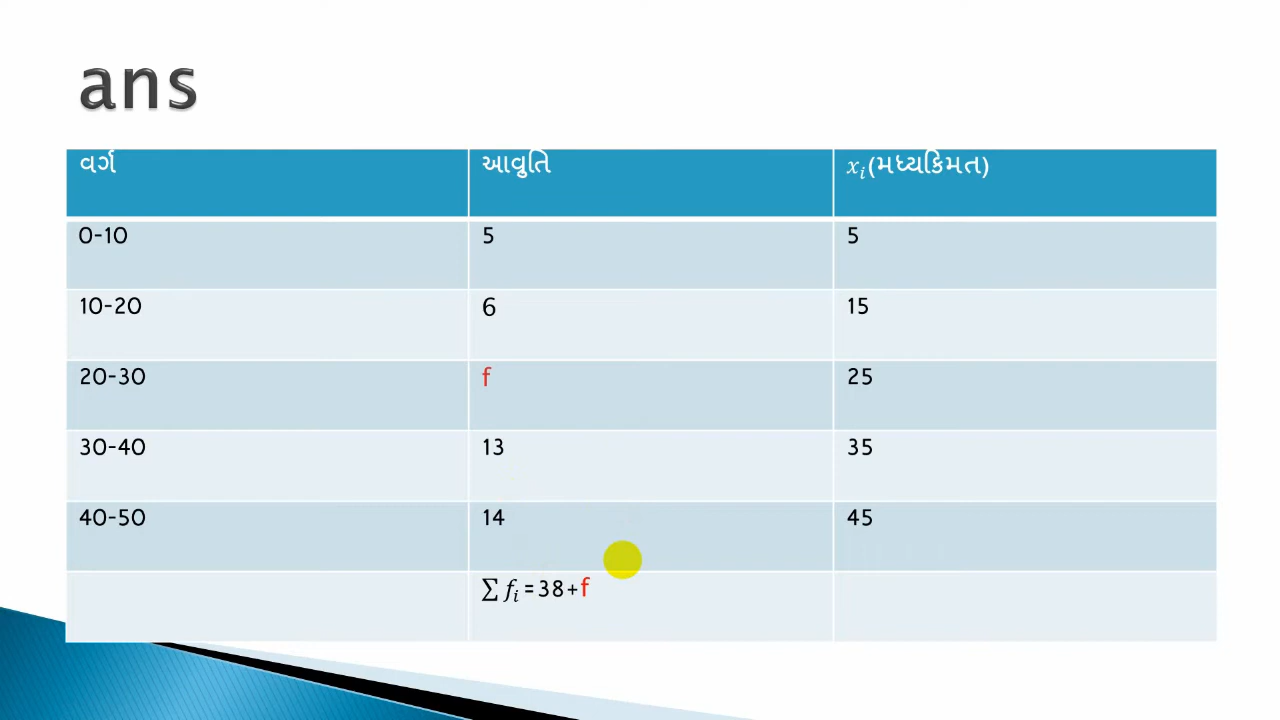 ans
વર્ગ આવૃતિ xᵢ(મધ્યકિમત)
0-10 5 5
10-20 6 15
20-30 f 25
30-40 13 35
40-50 14 45
∑ fᵢ =38+f